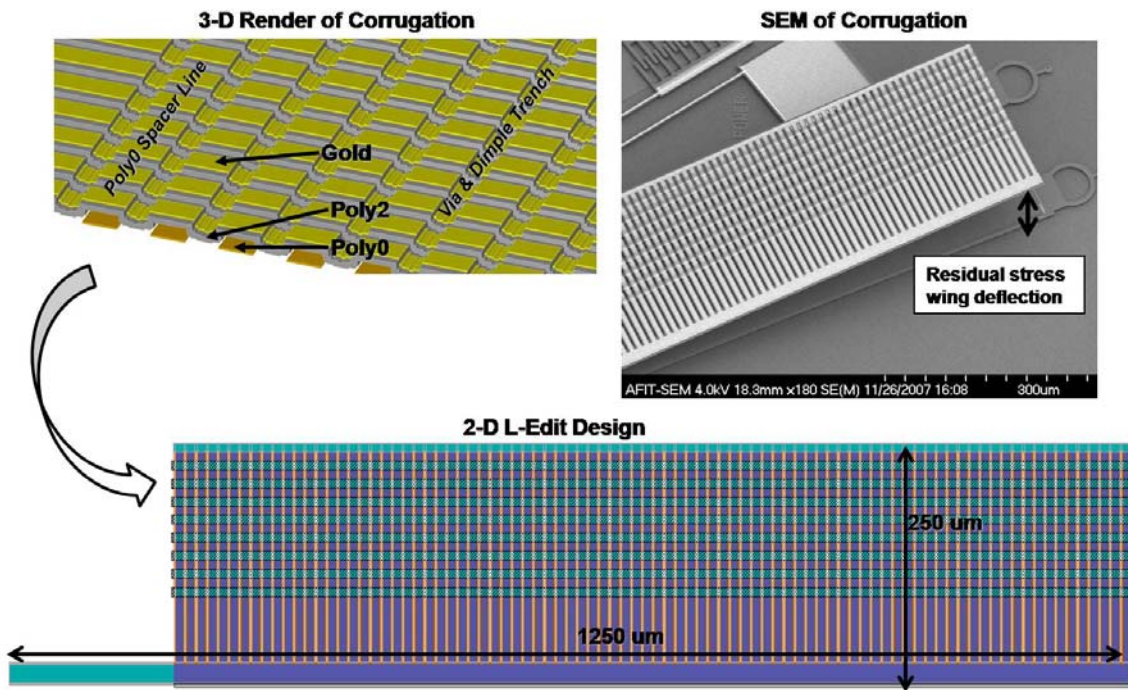 3-D Render of Corrugation
SEM of Corrugation
Poly0 Spacer Line
Via & Dimple Trench
Gold
Poly2
Poly0
Residual stress
wing deflection
AFIT-SEM 4.0kV 18.3mm x180 SE(M) 11/26/2007 16:08
300um
2-D L-Edit Design
250 um
1250 um